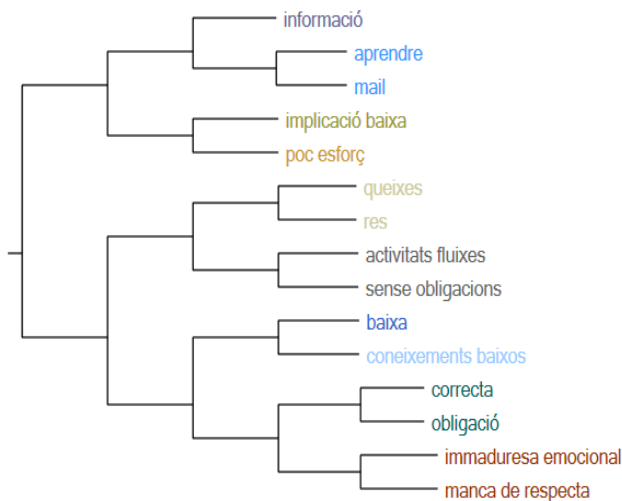 informació
aprendre
mail
implicació baixa
poc esforç
queixes
res
activitats fluixes
sense obligacions
baixa
coneixements baixos
correcta
obligació
immaduresa emocional
manca de respecta